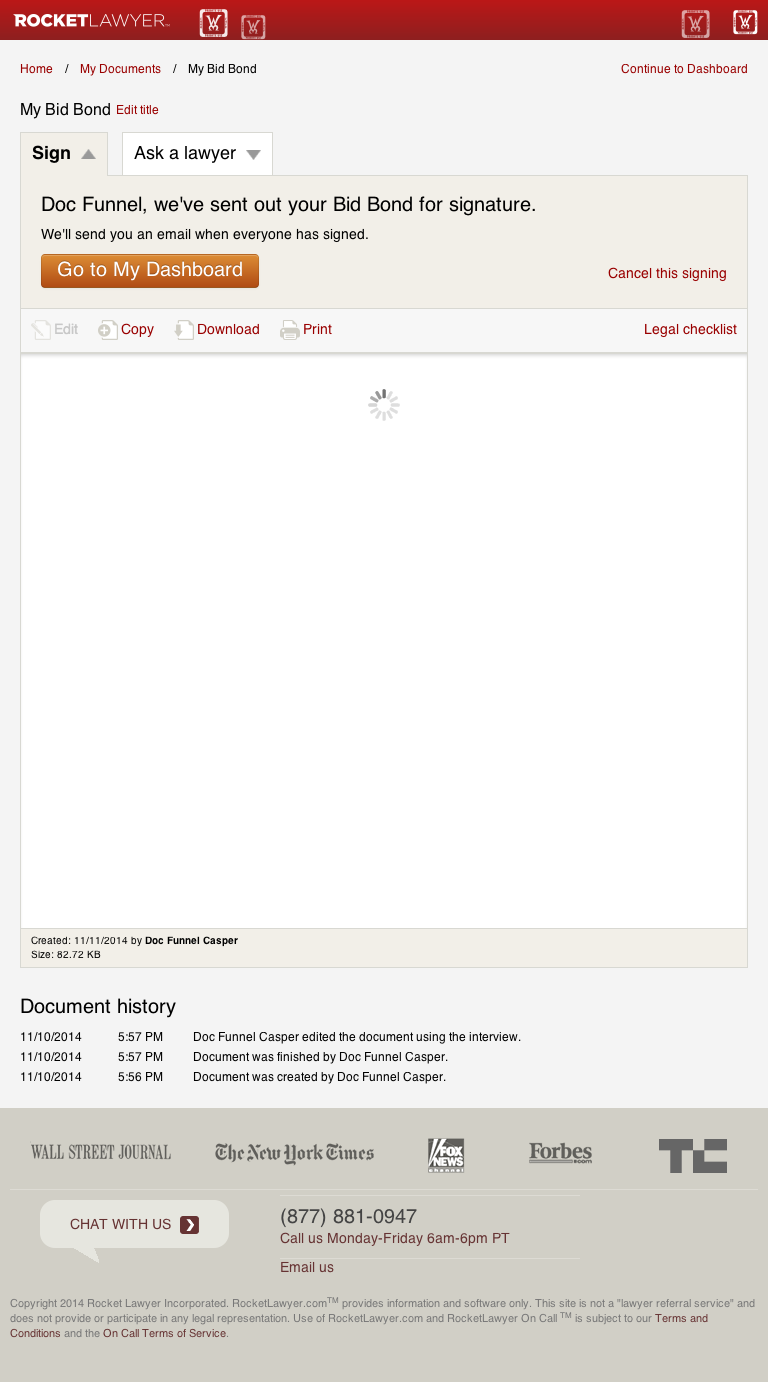 ROCKETLAWYER™
Home / My Documents / My Bid Bond Continue to Dashboard
My Bid Bond Edit title
Sign Ask a lawyer
Doc Funnel, we've sent out your Bid Bond for signature.
We'll send you an email when everyone has signed.
Go to My Dashboard
Cancel this signing
Edit Copy Download Print Legal checklist
Created: 11/11/2014 by Doc Funnel Casper
Size: 82.72 KB
Document history
11/10/2014 5:57 PM Doc Funnel Casper edited the document using the interview.
11/10/2014 5:57 PM Document was finished by Doc Funnel Casper.
11/10/2014 5:56 PM Document was created by Doc Funnel Casper.
WALL STREET JOURNAL The New York Times FOX NEWS channel Forbes .com TC
CHAT WITH US
(877) 881-0947
Call us Monday-Friday 6am-6pm PT
Email us
Copyright 2014 Rocket Lawyer Incorporated. RocketLawyer.com™ provides information and software only. This site is not a "lawyer referral service" and
does not provide or participate in any legal representation. Use of RocketLawyer.com and RocketLawyer On Call ™ is subject to our Terms and
Conditions and the On Call Terms of Service.